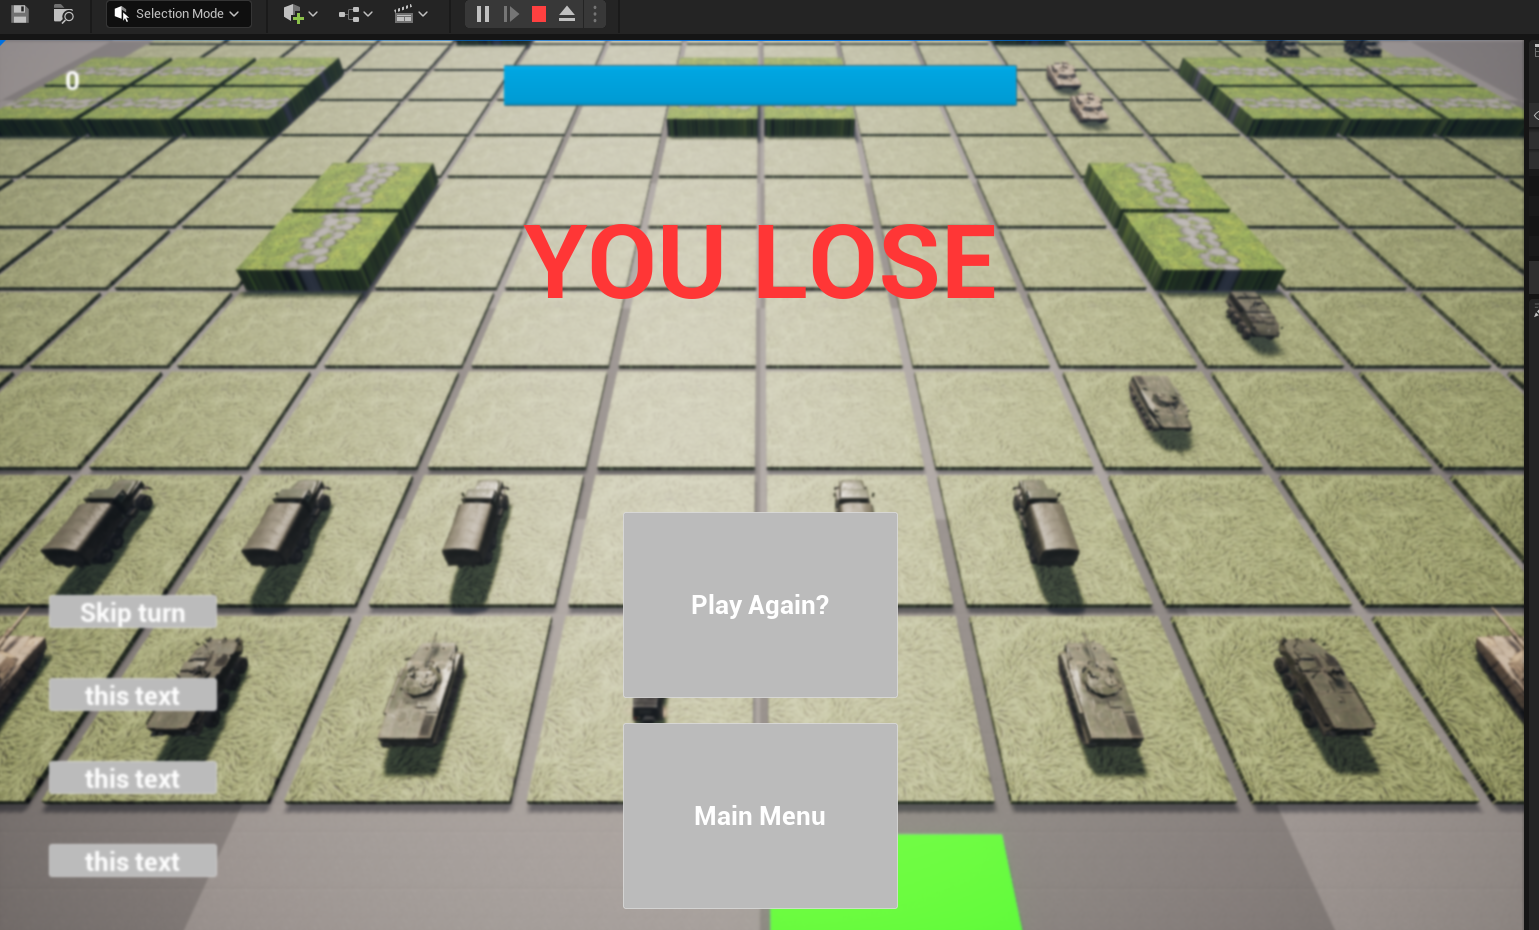 Selection Mode
0
YOU LOSE
Play Again?
Skip turn
this text
this text
Main Menu
this text